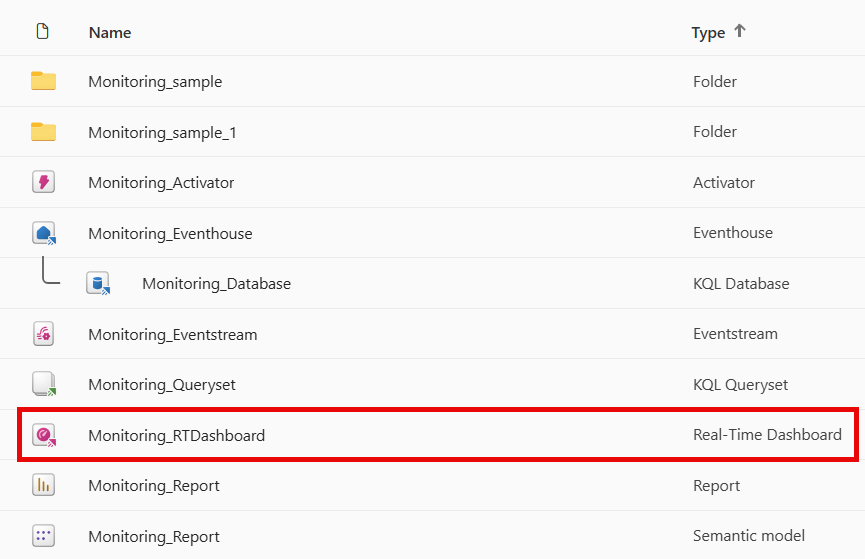 Name Type
Monitoring_sample Folder
Monitoring_sample_1 Folder
Monitoring_Activator Activator
Monitoring_Eventhouse Eventhouse
Monitoring_Database KQL Database
Monitoring_Eventstream Eventstream
Monitoring_Queryset KQL Queryset
Monitoring_RTDashboard Real-Time Dashboard
Monitoring_Report Report
Monitoring_Report Semantic model